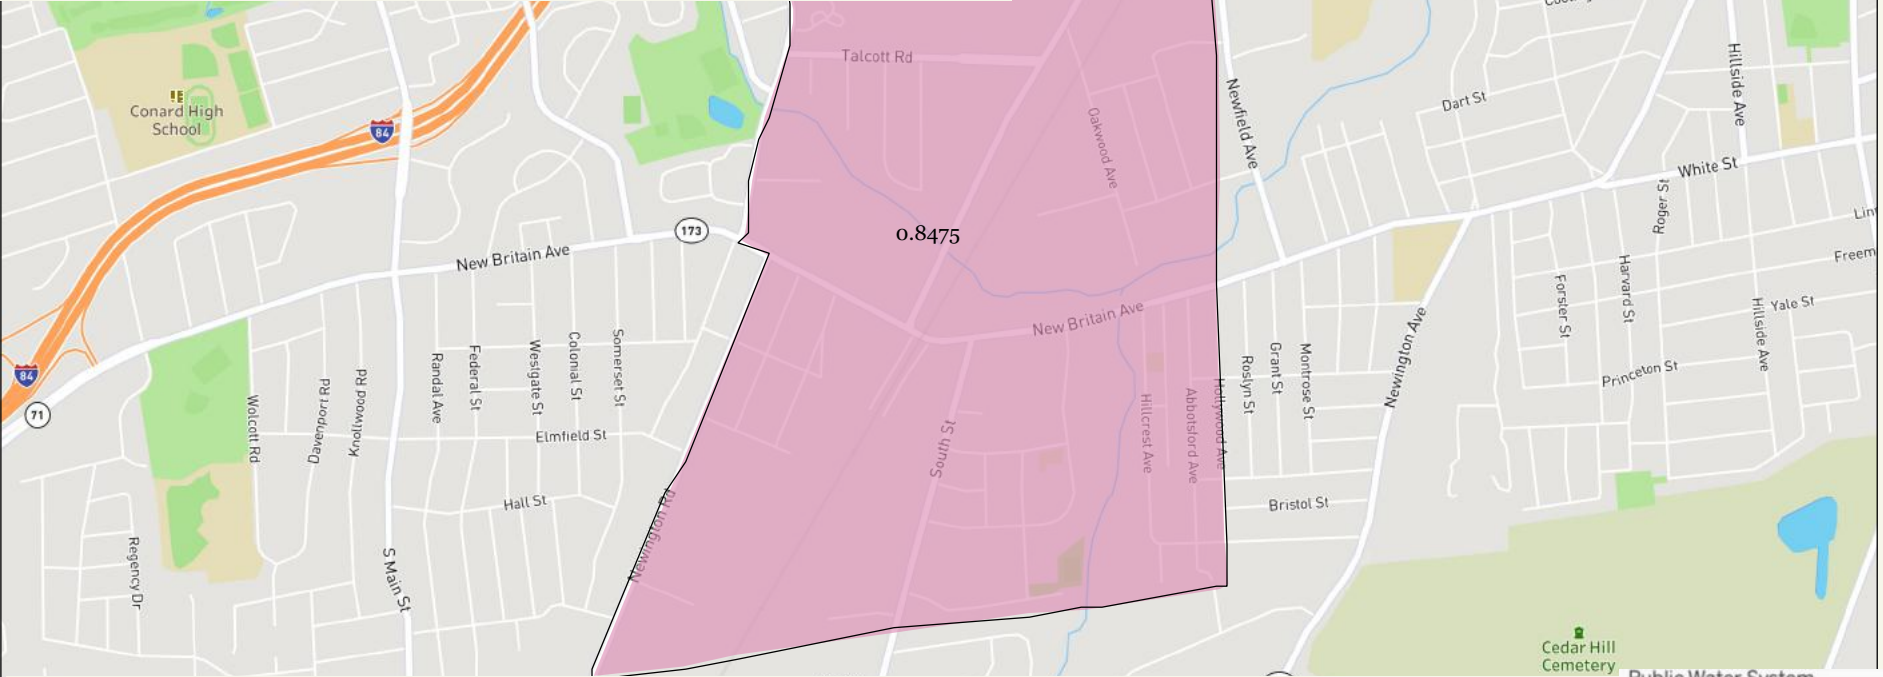 Talcott Rd
Conard High
School
84
Oakwood Ave
Newfield Ave
Dart St
Hillside Ave
White St
Roger St
173
New Britain Ave
0.8475
New Britain Ave
84
71
Wolcott Rd
Davenport Rd
Knollwood Rd
Randal Ave
Federal St
Westgate St
Colonial St
Somerset St
Elmfield St
Hall St
Regency Dr
S Main St
Newington Rd
South St
Hillcrest Ave
Abbotsford Ave
Hollywood Ave
Roslyn St
Grant St
Montrose St
Bristol St
Newington Ave
Forster St
Harvard St
Princeton St
Hillside Ave
Yale St
Freem
Cedar Hill
Cemetery
Public Water System